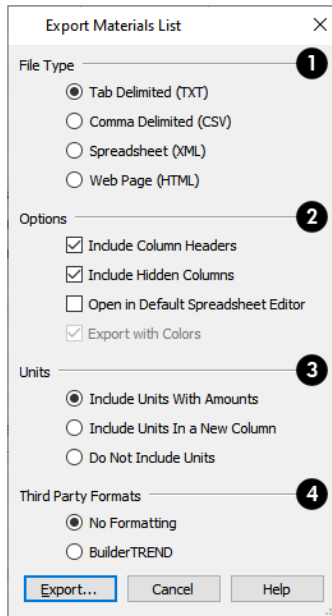 Export Materials List
File Type 1
Tab Delimited (TXT)
Comma Delimited (CSV)
Spreadsheet (XML)
Web Page (HTML)
Options 2
Include Column Headers
Include Hidden Columns
Open in Default Spreadsheet Editor
Export with Colors
Units 3
Include Units With Amounts
Include Units In a New Column
Do Not Include Units
Third Party Formats 4
No Formatting
BuilderTREND
Export... Cancel Help